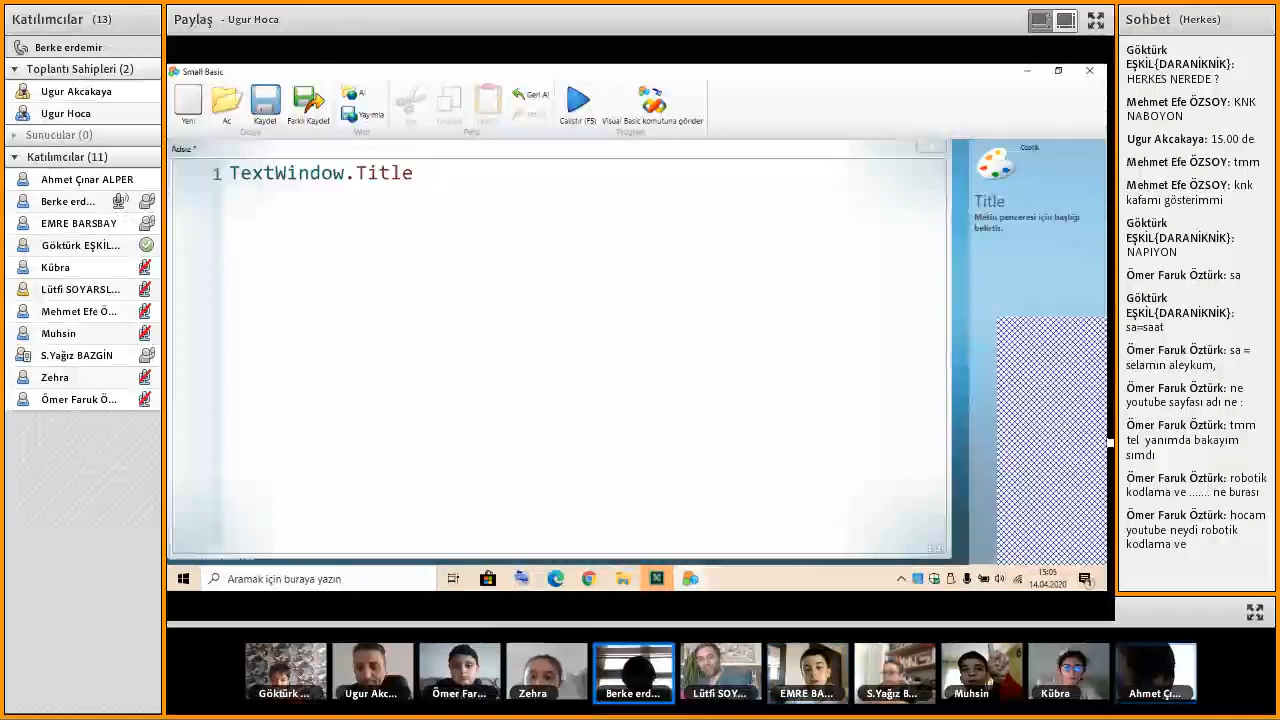 Katılımcılar (13)
Berke erdemir
Toplantı Sahipleri (2)
Ugur Akcakaya
Ugur Hoca
Sunucular (0)
Katılımcılar (11)
Ahmet Çınar ALPER
Berke erd...
EMRE BARSBAY
Göktürk EŞKİL...
Kübra
Lütfi SOYARSL...
Mehmet Efe Ö...
Muhsin
S.Yağız BAZGİN
Zehra
Ömer Faruk Ö...
Paylaş - Ugur Hoca
Small Basic
Yeni
Aç
Kaydet
Farklı Kaydet
Al
Yayımla
Geri Al
Çalıştır (F5)
Visual Basic komutuna gönder
Dosya
Web
Pano
Program
Adsız *
1 TextWindow.Title
Özellik
Title
Metin penceresi için başlığı
belirtir.
Aramak için buraya yazın
15:05
14.04.2020
Göktürk ...
Ugur Akc...
Ömer Far...
Zehra
Berke erd...
Lütfi SOY...
EMRE BA...
S.Yağız B...
Muhsin
Kübra
Ahmet Çı...
Sohbet (Herkes)
Göktürk
EŞKİL{DARANİKNİK}:
HERKES NEREDE ?
Mehmet Efe ÖZSOY: KNK
NABOYON
Ugur Akcakaya: 15.00 de
Mehmet Efe ÖZSOY: tmm
Mehmet Efe ÖZSOY: knk
kafamı gösterimmi
Göktürk
EŞKİL{DARANİKNİK}:
NAPIYON
Ömer Faruk Öztürk: sa
Göktürk
EŞKİL{DARANİKNİK}:
sa=saat
Ömer Faruk Öztürk: sa =
selamın aleykum,
Ömer Faruk Öztürk: ne
youtube sayfası adı ne :
Ömer Faruk Öztürk: tmm
tel yanımda bakayım
sımdı
Ömer Faruk Öztürk: robotik
kodlama ve ....... ne burası
Ömer Faruk Öztürk: hocam
youtube neydi robotik
kodlama ve